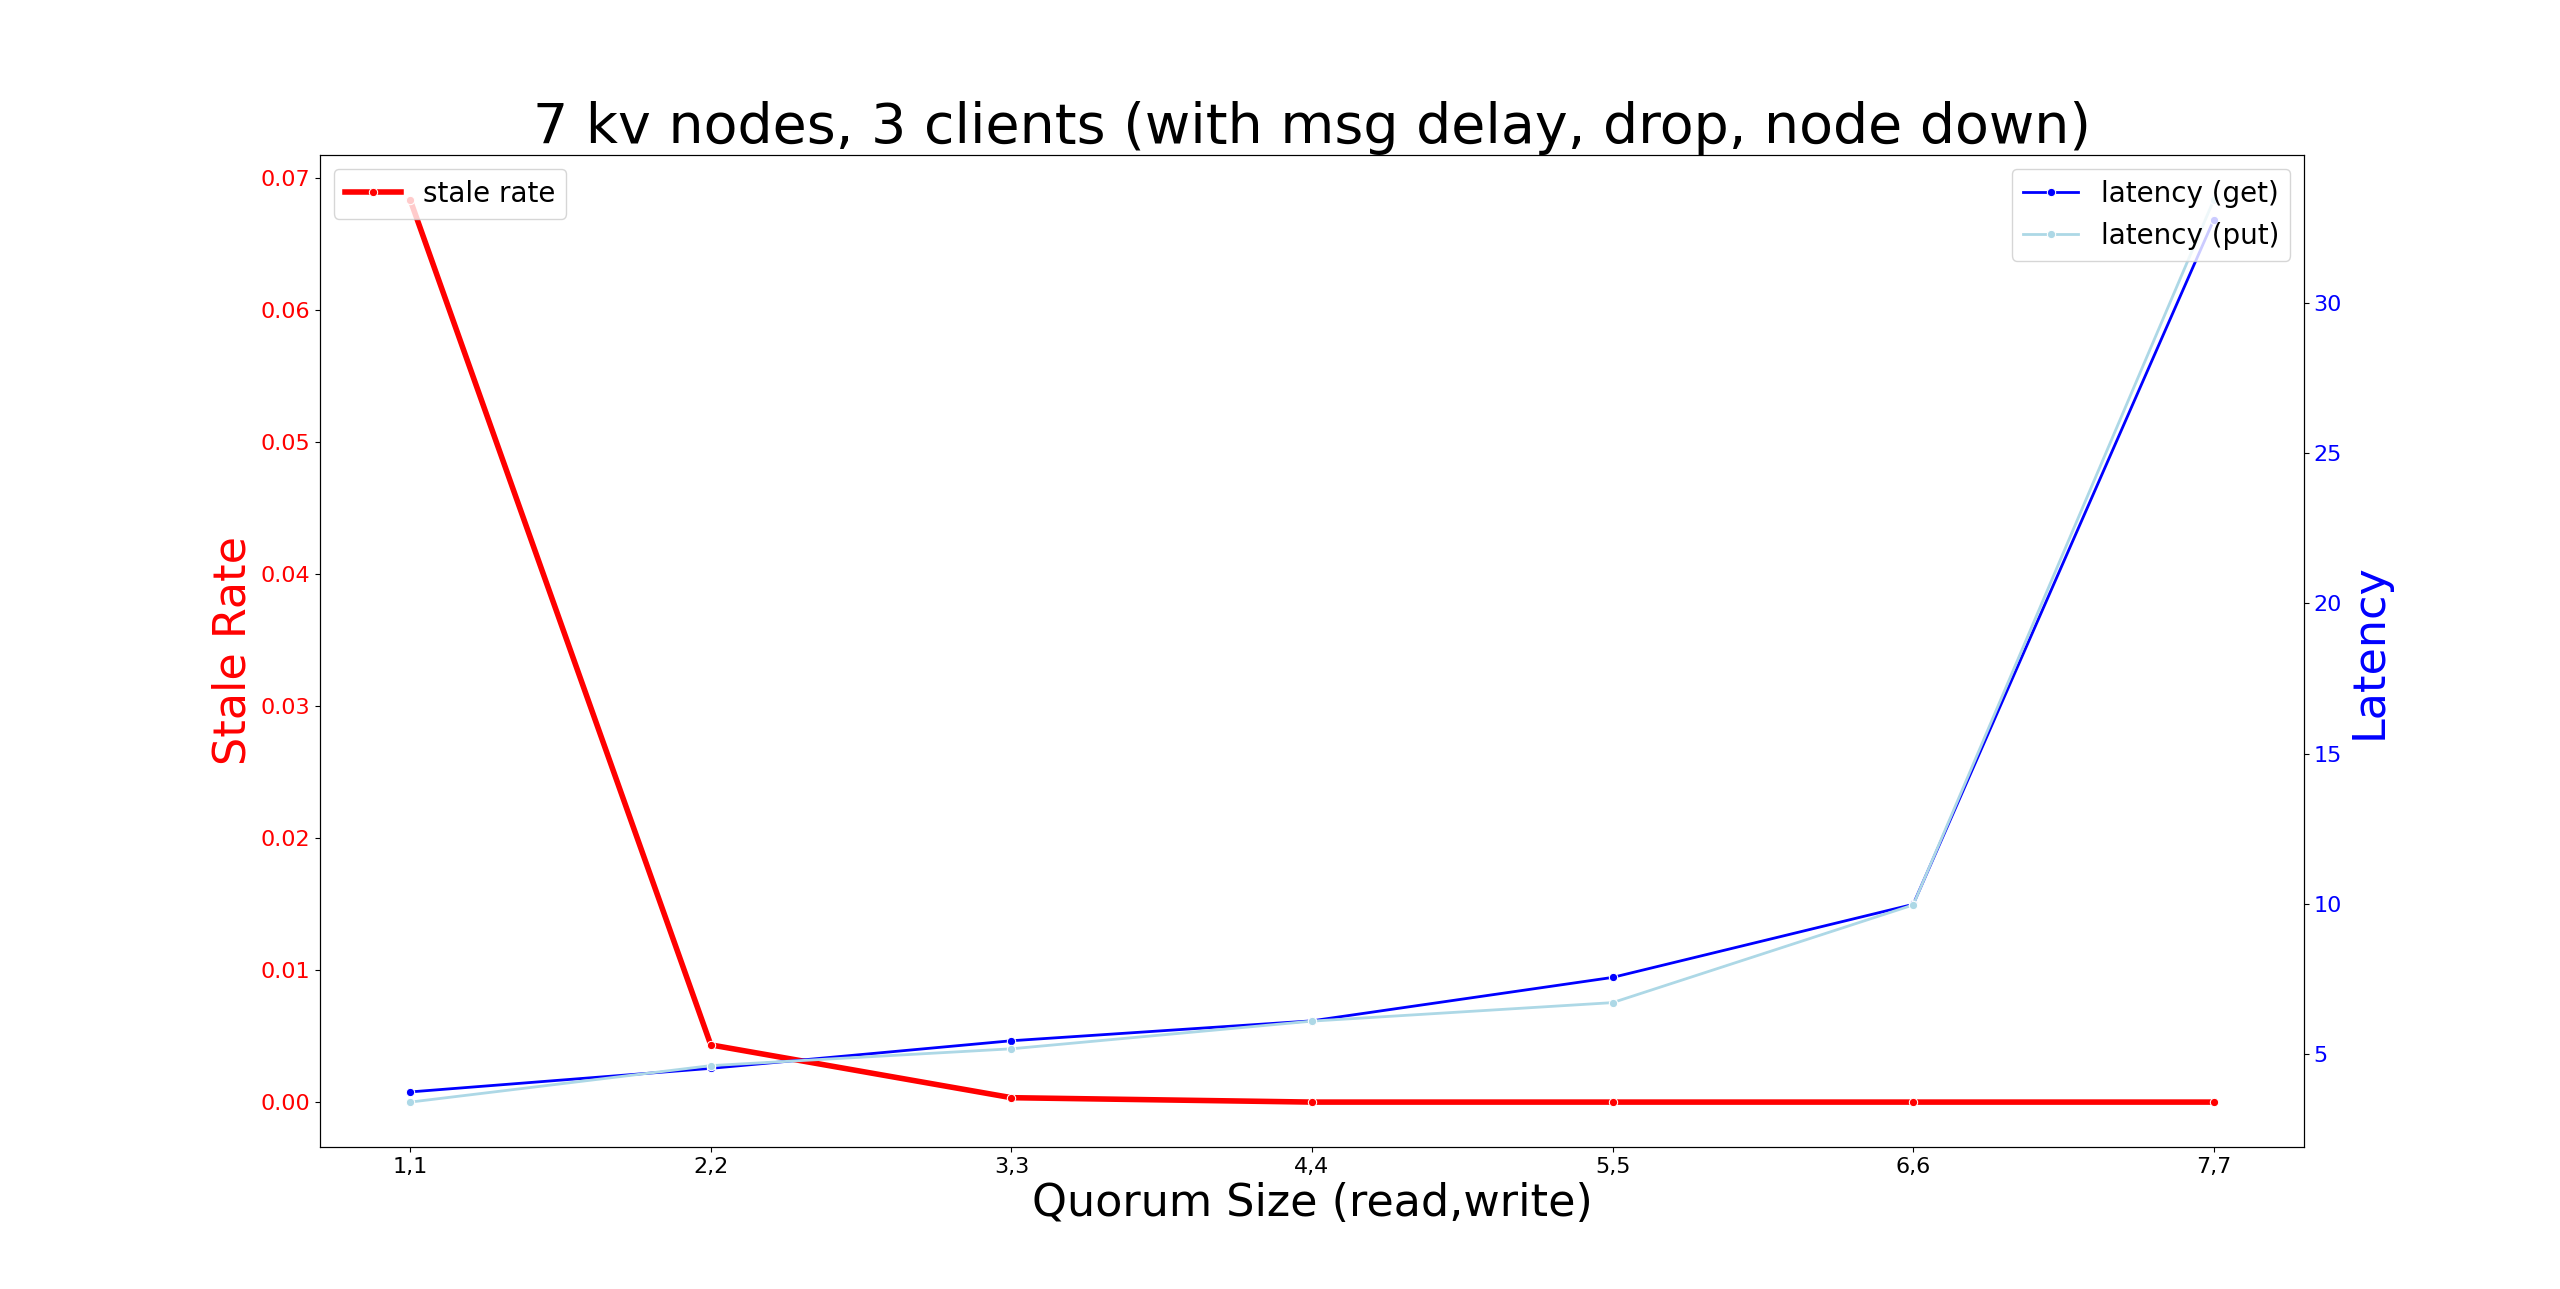 7 kv nodes, 3 clients (with msg delay, drop, node down)
stale rate
latency (get)
latency (put)
Stale Rate
0.07
0.06
0.05
0.04
0.03
0.02
0.01
0.00
Latency
30
25
20
15
10
5
1,1 2,2 3,3 4,4 5,5 6,6 7,7
Quorum Size (read,write)